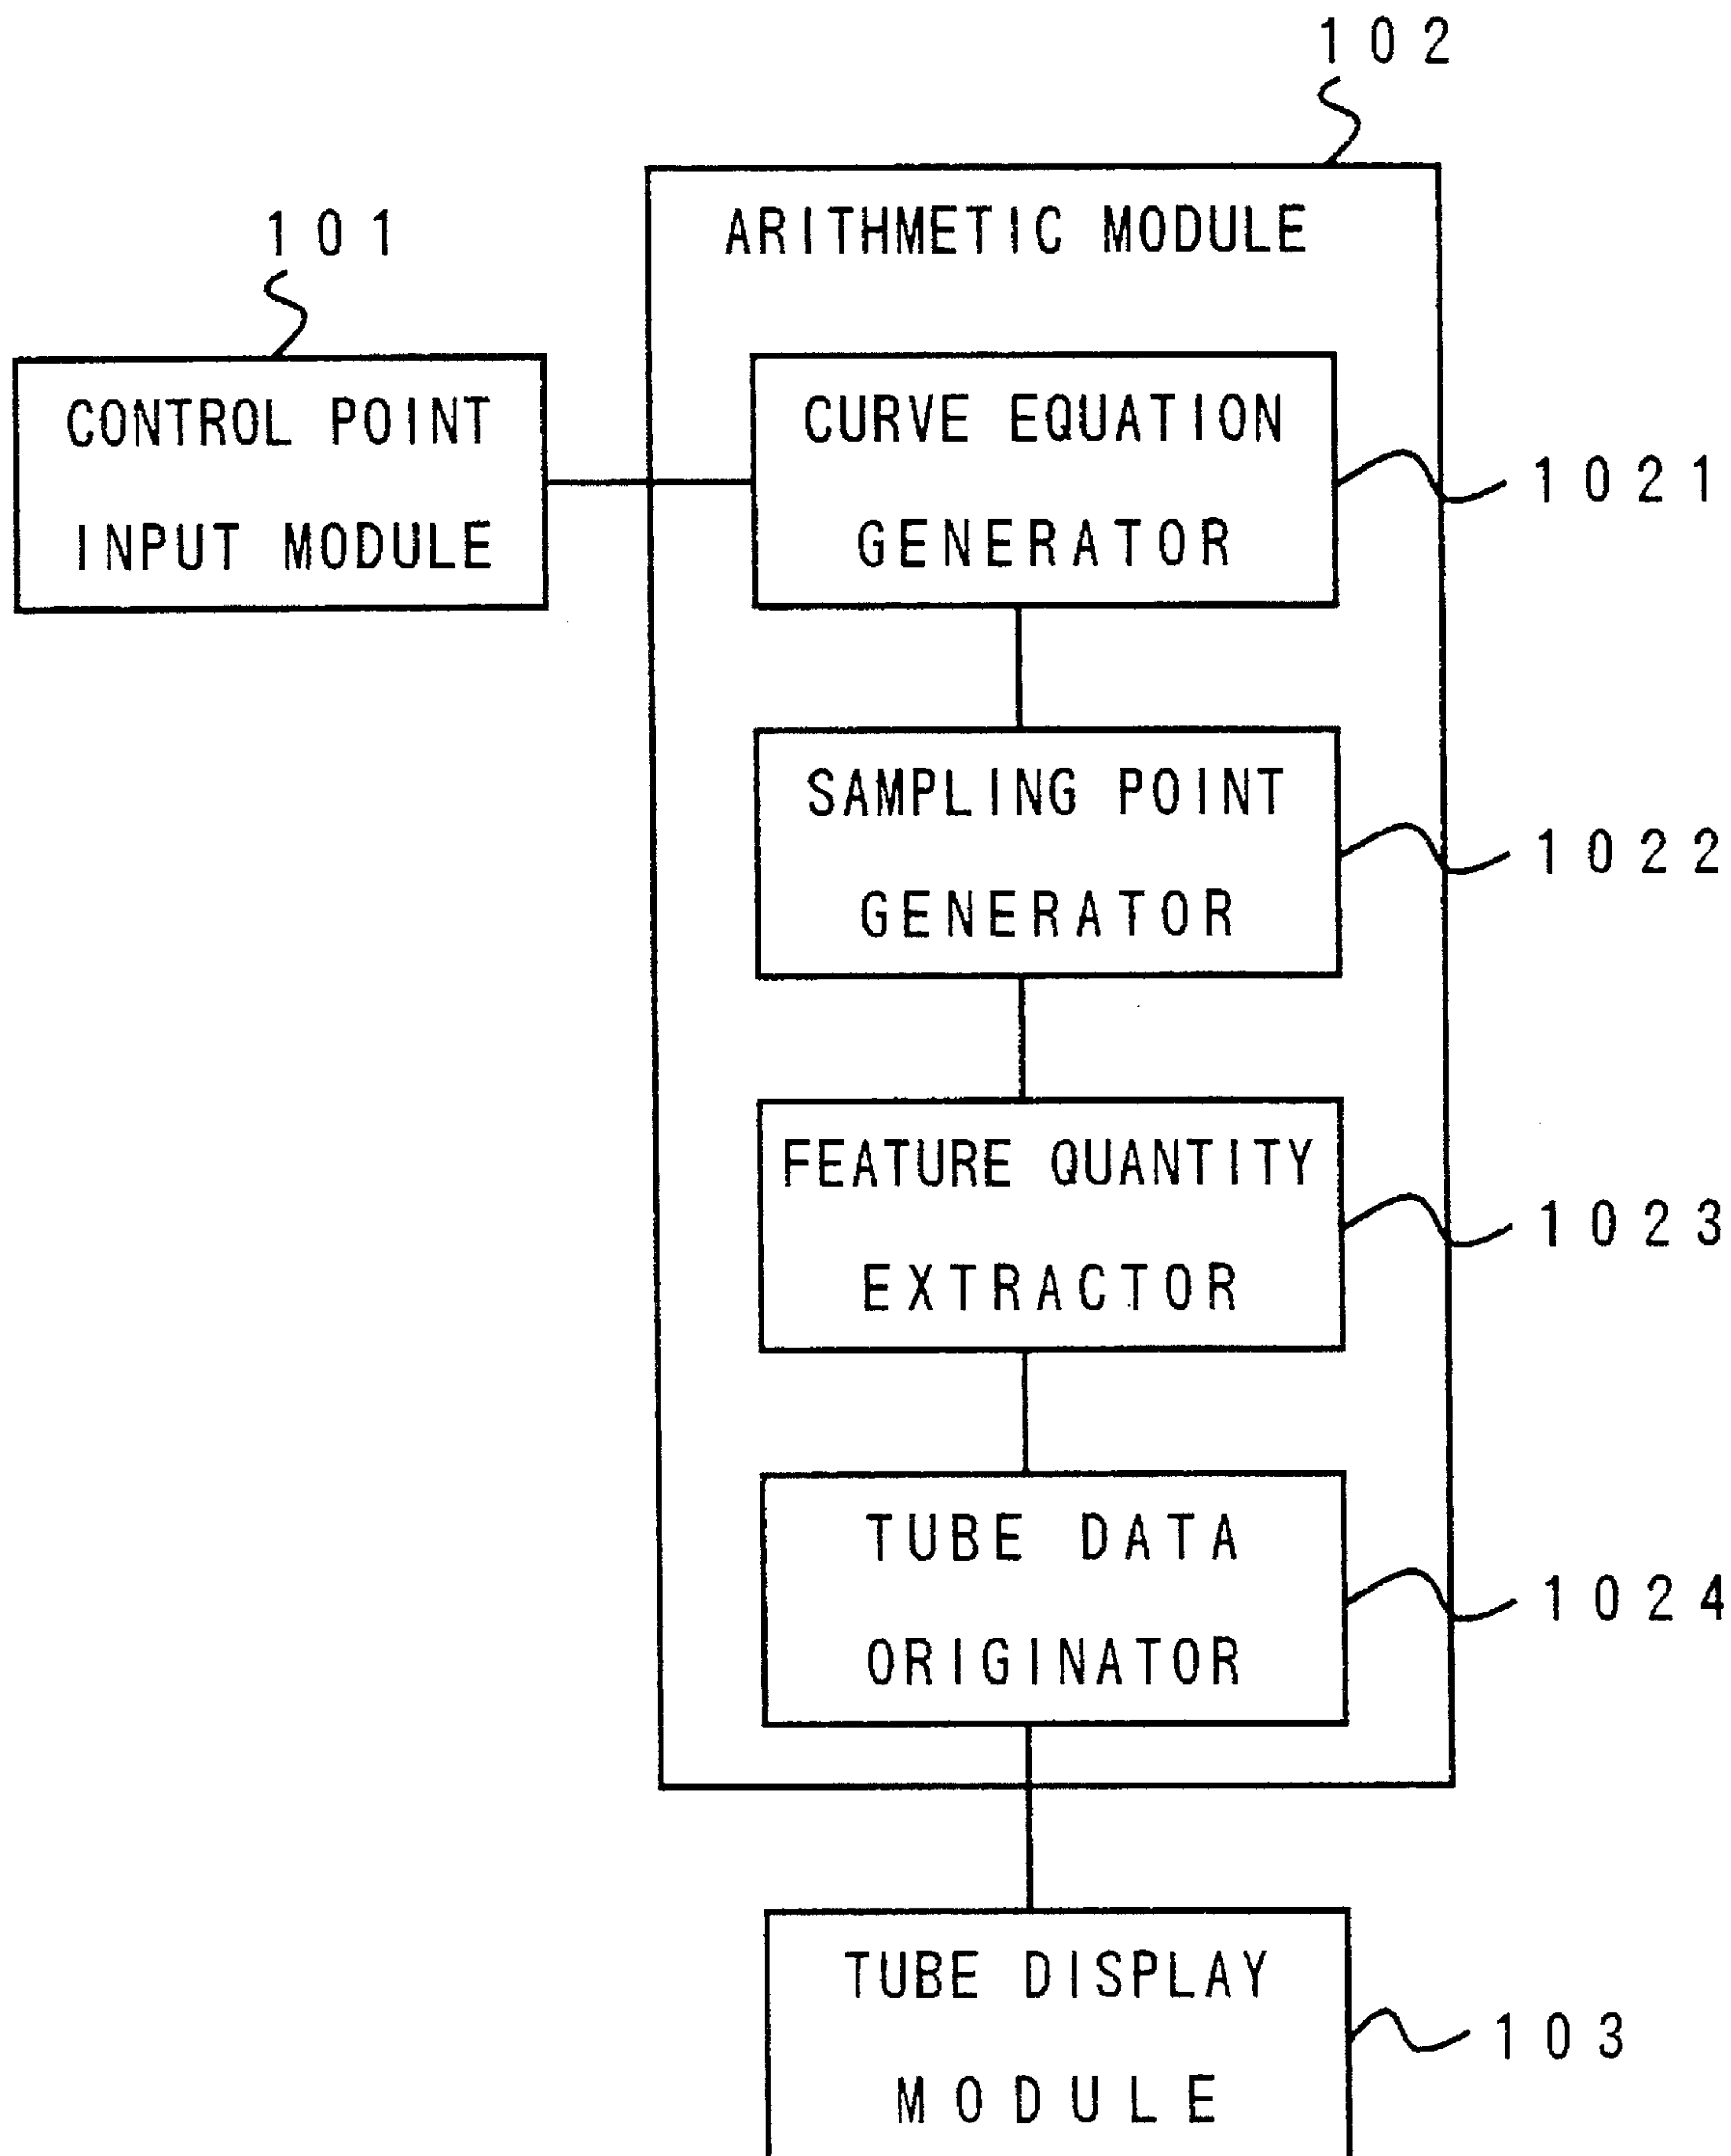 102
ARITHMETIC MODULE
101
CONTROL POINT
INPUT MODULE
CURVE EQUATION
GENERATOR
1021
SAMPLING POINT
GENERATOR
1022
FEATURE QUANTITY
EXTRACTOR
1023
TUBE DATA
ORIGINATOR
1024
TUBE DISPLAY
MODULE
103